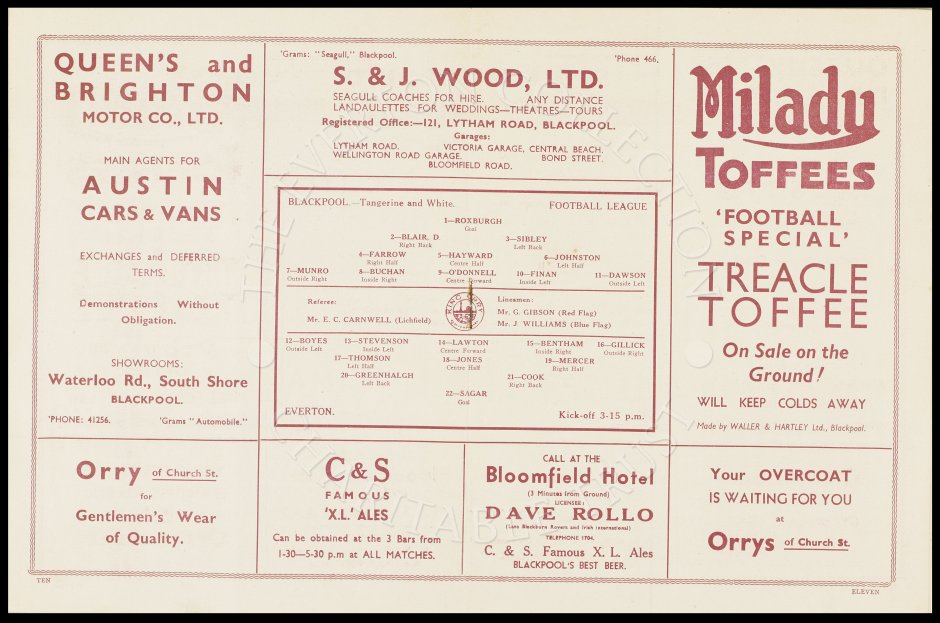 QUEEN'S and
BRIGHTON
MOTOR CO., LTD.
MAIN AGENTS FOR
AUSTIN
CARS & VANS
EXCHANGES and DEFERRED
TERMS.
Demonstrations Without
Obligation.
SHOWROOMS:
Waterloo Rd., South Shore
BLACKPOOL.
'PHONE: 41256. 'Grams "Automobile."
'Grams: "Seagull," Blackpool. 'Phone 466.
S. & J. WOOD, LTD.
SEAGULL COACHES FOR HIRE. ANY DISTANCE
LANDAULETTES FOR WEDDINGS—THEATRES—TOURS
Registered Office:—121, LYTHAM ROAD, BLACKPOOL.
Garages:
LYTHAM ROAD. VICTORIA GARAGE, CENTRAL BEACH.
WELLINGTON ROAD GARAGE. BOND STREET.
BLOOMFIELD ROAD.
BLACKPOOL.—Tangerine and White. FOOTBALL LEAGUE
1—ROXBURGH
Goal
2—BLAIR, D. 3—SIBLEY
Right Back Left Back
4—FARROW 5—HAYWARD 6—JOHNSTON
Right Half Centre Half Left Half
7—MUNRO 8—BUCHAN 9—O'DONNELL 10—FINAN 11—DAWSON
Outside Right Inside Right Centre Forward Inside Left Outside Left
Referee: Linesmen:
Mr. E. C. CARNWELL (Lichfield) Mr. G. GIBSON (Red Flag)
Mr. J. WILLIAMS (Blue Flag)
12—BOYES 13—STEVENSON 14—LAWTON 15—BENTHAM 16—GILLICK
Outside Left Inside Left Centre Forward Inside Right Outside Right
17—THOMSON 18—JONES 19—MERCER
Left Half Centre Half Right Half
20—GREENHALGH 21—COOK
Left Back Right Back
22—SAGAR
Goal
EVERTON. Kick-off 3-15 p.m.
Miladu
TOFFEES
'FOOTBALL
SPECIAL'
TREACLE
TOFFEE
On Sale on the
Ground!
WILL KEEP COLDS AWAY
Made by WALLER & HARTLEY Ltd., Blackpool.
Orry of Church St.
for
Gentlemen's Wear
of Quality.
C & S
FAMOUS
'X.L.' ALES
Can be obtained at the 3 Bars from
1-30—5-30 p.m at ALL MATCHES.
CALL AT THE
Bloomfield Hotel
(3 Minutes from Ground)
LICENSEE:
DAVE ROLLO
(Late Blackburn Rovers and Irish International)
TELEPHONE 1704.
C. & S. Famous X. L. Ales
BLACKPOOL'S BEST BEER.
Your OVERCOAT
IS WAITING FOR YOU
at
Orrys of Church St.
TEN
ELEVEN
THE EVERTON COLLECTION
CHARITABLE TRUST